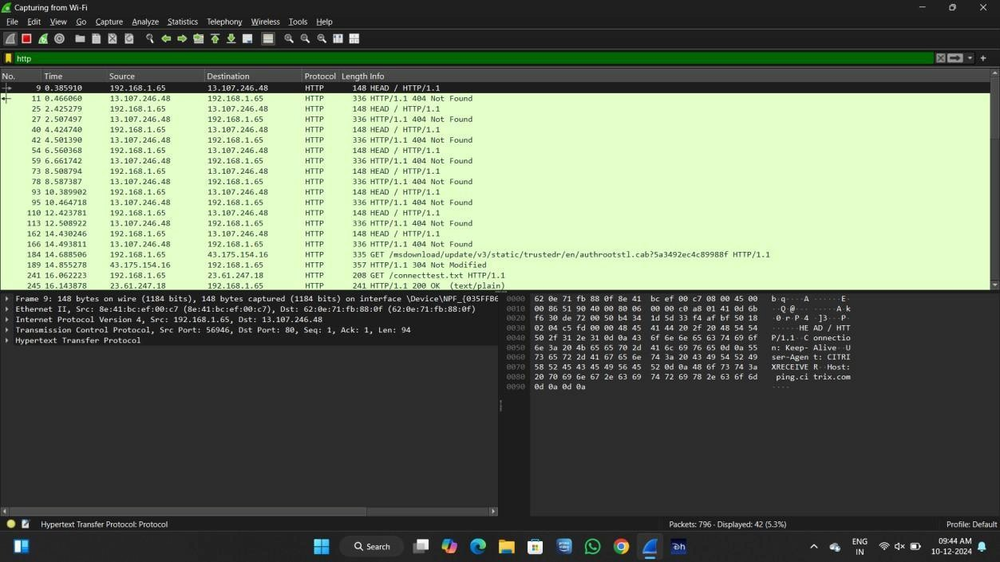 Capturing from Wi-Fi
File Edit View Go Capture Analyze Statistics Telephony Wireless Tools Help
http
No. Time Source Destination Protocol Length Info
9 0.385910 192.168.1.65 13.107.246.48 HTTP 148 HEAD / HTTP/1.1
11 0.466060 13.107.246.48 192.168.1.65 HTTP 336 HTTP/1.1 404 Not Found
25 2.425279 192.168.1.65 13.107.246.48 HTTP 148 HEAD / HTTP/1.1
27 2.507497 13.107.246.48 192.168.1.65 HTTP 336 HTTP/1.1 404 Not Found
40 4.424740 192.168.1.65 13.107.246.48 HTTP 148 HEAD / HTTP/1.1
42 4.501390 13.107.246.48 192.168.1.65 HTTP 336 HTTP/1.1 404 Not Found
54 6.560368 192.168.1.65 13.107.246.48 HTTP 148 HEAD / HTTP/1.1
59 6.661742 13.107.246.48 192.168.1.65 HTTP 336 HTTP/1.1 404 Not Found
73 8.508794 192.168.1.65 13.107.246.48 HTTP 148 HEAD / HTTP/1.1
78 8.587387 13.107.246.48 192.168.1.65 HTTP 336 HTTP/1.1 404 Not Found
93 10.389902 192.168.1.65 13.107.246.48 HTTP 148 HEAD / HTTP/1.1
95 10.464718 13.107.246.48 192.168.1.65 HTTP 336 HTTP/1.1 404 Not Found
110 12.423781 192.168.1.65 13.107.246.48 HTTP 148 HEAD / HTTP/1.1
113 12.508922 13.107.246.48 192.168.1.65 HTTP 336 HTTP/1.1 404 Not Found
162 14.430246 192.168.1.65 13.107.246.48 HTTP 148 HEAD / HTTP/1.1
166 14.493811 13.107.246.48 192.168.1.65 HTTP 336 HTTP/1.1 404 Not Found
184 14.688506 192.168.1.65 43.175.154.16 HTTP 335 GET /msdownload/update/v3/static/trustedr/en/authrootstl.cab?5a3492ec4c89988f HTTP/1.1
189 14.855278 43.175.154.16 192.168.1.65 HTTP 357 HTTP/1.1 304 Not Modified
241 16.062223 192.168.1.65 23.61.247.18 HTTP 208 GET /connecttest.txt HTTP/1.1
245 16.143878 23.61.247.18 192.168.1.65 HTTP 241 HTTP/1.1 200 OK (text/plain)
Frame 9: 148 bytes on wire (1184 bits), 148 bytes captured (1184 bits) on interface \Device\NPF_{035FFB6
Ethernet II, Src: 8e:41:bc:ef:00:c7 (8e:41:bc:ef:00:c7), Dst: 62:0e:71:fb:88:0f (62:0e:71:fb:88:0f)
Internet Protocol Version 4, Src: 192.168.1.65, Dst: 13.107.246.48
Transmission Control Protocol, Src Port: 56946, Dst Port: 80, Seq: 1, Ack: 1, Len: 94
Hypertext Transfer Protocol
0000 62 0e 71 fb 88 0f 8e 41 bc ef 00 c7 08 00 45 00 b·q····A ······E·
0010 00 86 51 90 40 00 80 06 00 00 c0 a8 01 41 0d 6b ··Q·@··· ·····A·k
0020 f6 30 de 72 00 50 b4 34 1d 5d 33 f4 af bf 50 18 ·0·r·P·4 ·]3···P·
0030 02 04 c5 fd 00 00 48 45 41 44 20 2f 20 48 54 54 ······HE AD / HTT
0040 50 2f 31 2e 31 0d 0a 43 6f 6e 6e 65 63 74 69 6f P/1.1··C onnectio
0050 6e 3a 20 4b 65 65 70 2d 41 6c 69 76 65 0d 0a 55 n: Keep- Alive··U
0060 73 65 72 2d 41 67 65 6e 74 3a 20 43 49 54 52 49 ser-Agen t: CITRI
0070 58 52 45 43 45 49 56 45 52 0d 0a 48 6f 73 74 3a XRECEIVE R··Host:
0080 20 70 69 6e 67 2e 63 69 74 72 69 78 2e 63 6f 6d ping.ci trix.com
0090 0d 0a 0d 0a ····
Hypertext Transfer Protocol: Protocol
Packets: 796 · Displayed: 42 (5.3%)
Profile: Default
Search
ENG
IN
09:44 AM
10-12-2024